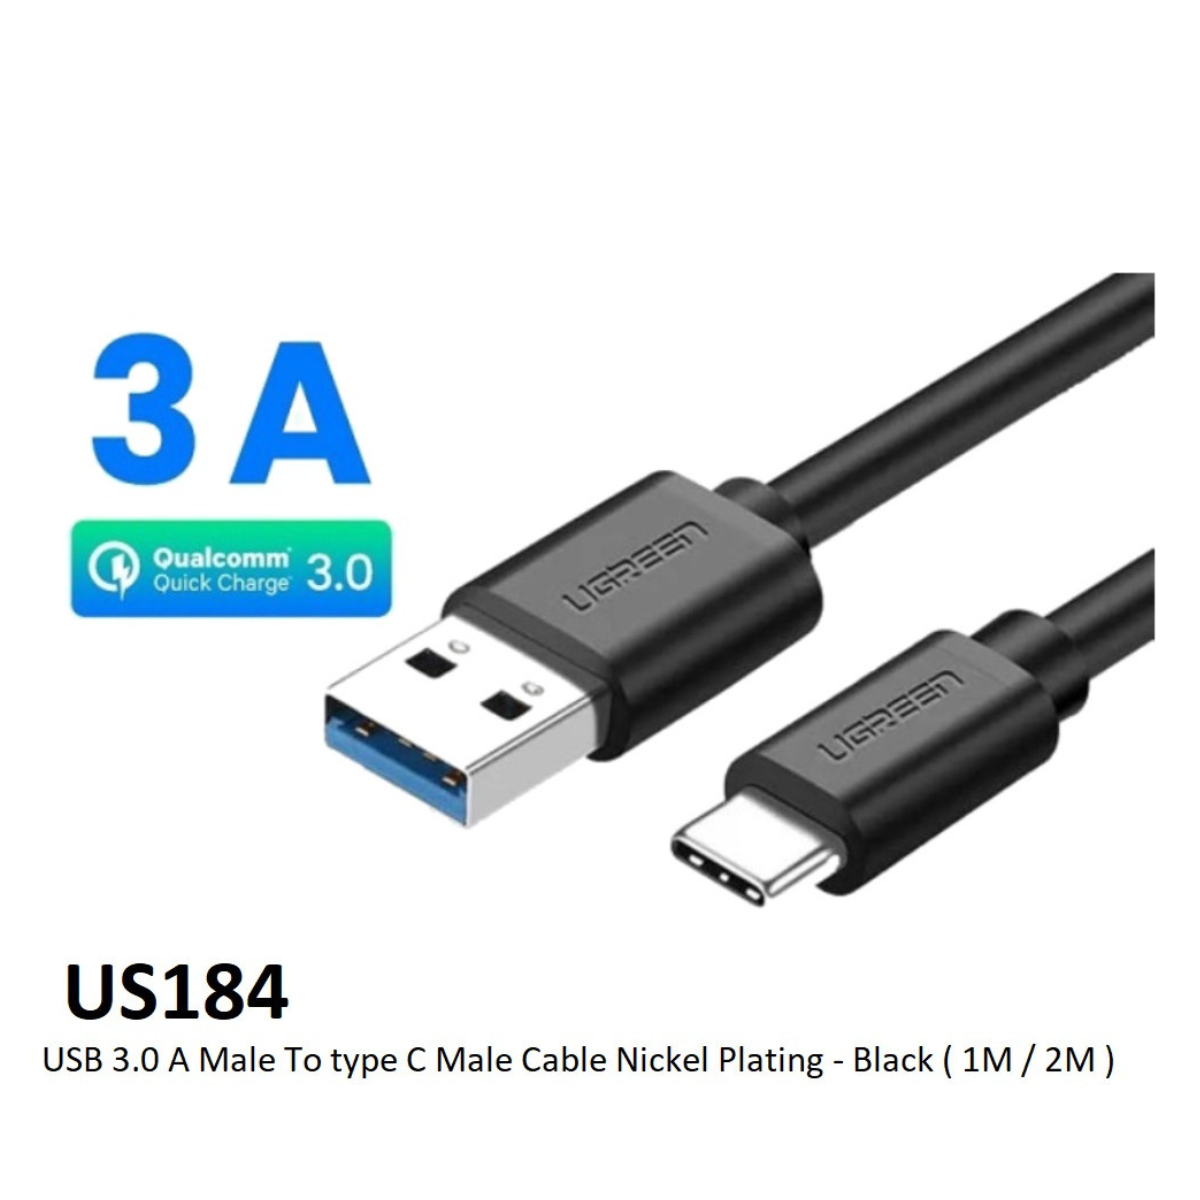 3 A
Qualcomm
Quick Charge 3.0
UGREEN
UGREEN
US184
USB 3.0 A Male To type C Male Cable Nickel Plating - Black ( 1M / 2M )